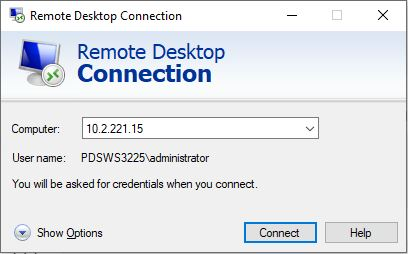 Remote Desktop Connection
Remote Desktop
Connection
Computer: 10.2.221.15
User name: PDSWS3225\administrator
You will be asked for credentials when you connect.
Show Options Connect Help